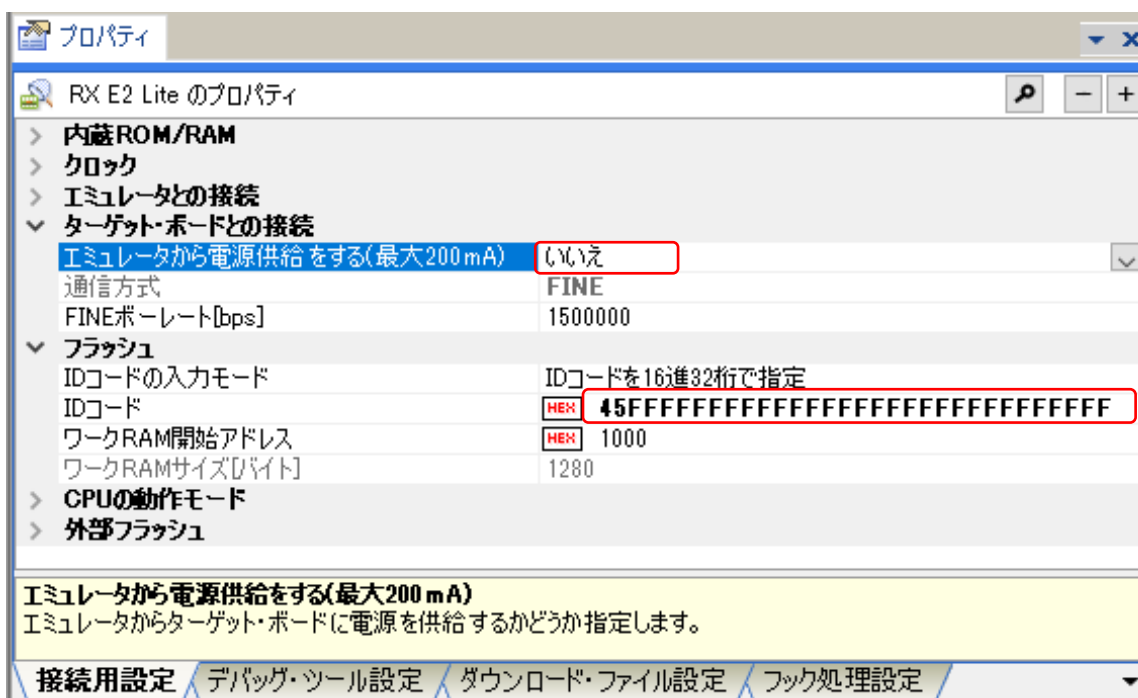 プロパティ
RX E2 Lite のプロパティ
内蔵ROM/RAM
クロック
エミュレータとの接続
ターゲット・ボードとの接続
エミュレータから電源供給をする(最大200mA) いいえ
通信方式 FINE
FINEボーレート[bps] 1500000
フラッシュ
IDコードの入力モード IDコードを16進32桁で指定
IDコード HEX 45FFFFFFFFFFFFFFFFFFFFFFFFFFFFFF
ワークRAM開始アドレス HEX 1000
ワークRAMサイズ[バイト] 1280
CPUの動作モード
外部フラッシュ
エミュレータから電源供給をする(最大200mA)
エミュレータからターゲット・ボードに電源を供給するかどうか指定します。
接続用設定 デバッグ・ツール設定 ダウンロード・ファイル設定 フック処理設定